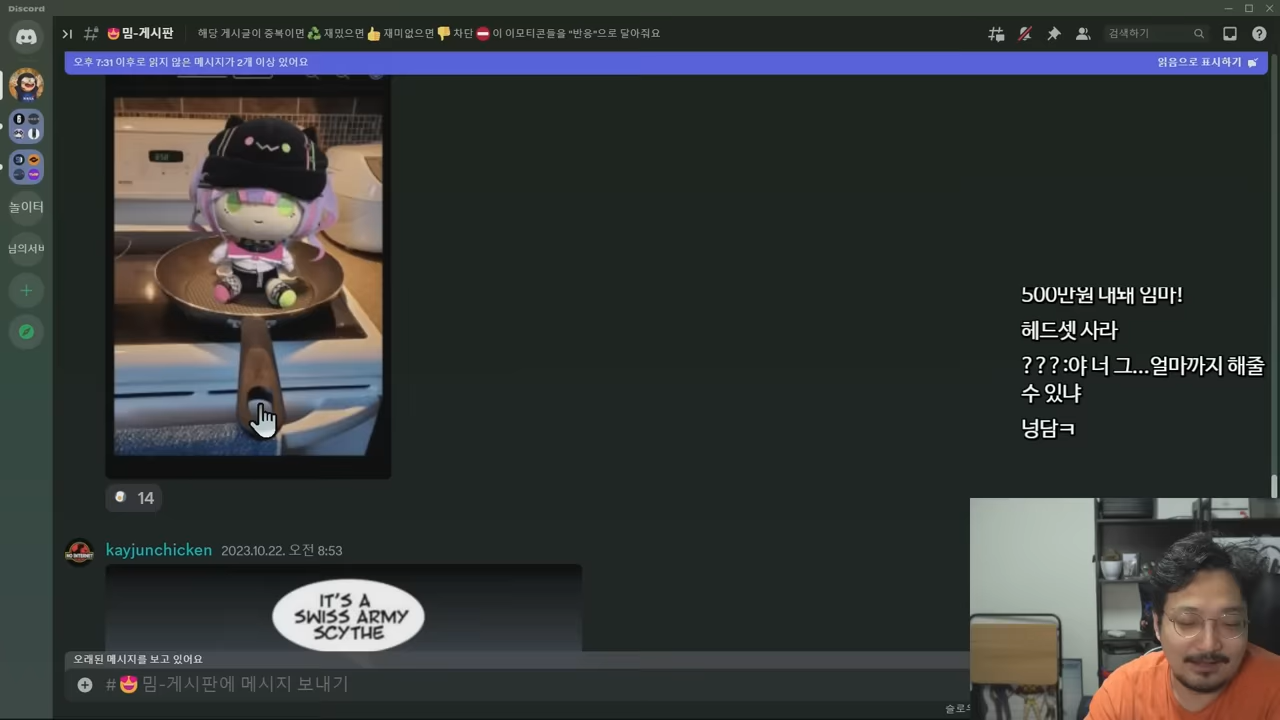 Discord
밈-게시판
해당 게시글이 중복이면 ♻️ 재밌으면 👍 재미없으면 👎 차단 ⛔ 이 이모티콘들을 "반응"으로 달아줘요
검색하기
오후 7:31 이후로 읽지 않은 메시지가 2개 이상 있어요
읽음으로 표시하기
놀이터
님의서버
500만원 내놔 임마!
헤드셋 사라
???:야 너 그...얼마까지 해줄
수 있냐
넝담ㅋ
14
kayjunchicken 2023.10.22. 오전 8:53
NO INTERNET
IT'S A
SWISS ARMY
SCYTHE
오래된 메시지를 보고 있어요
#😍밈-게시판에 메시지 보내기